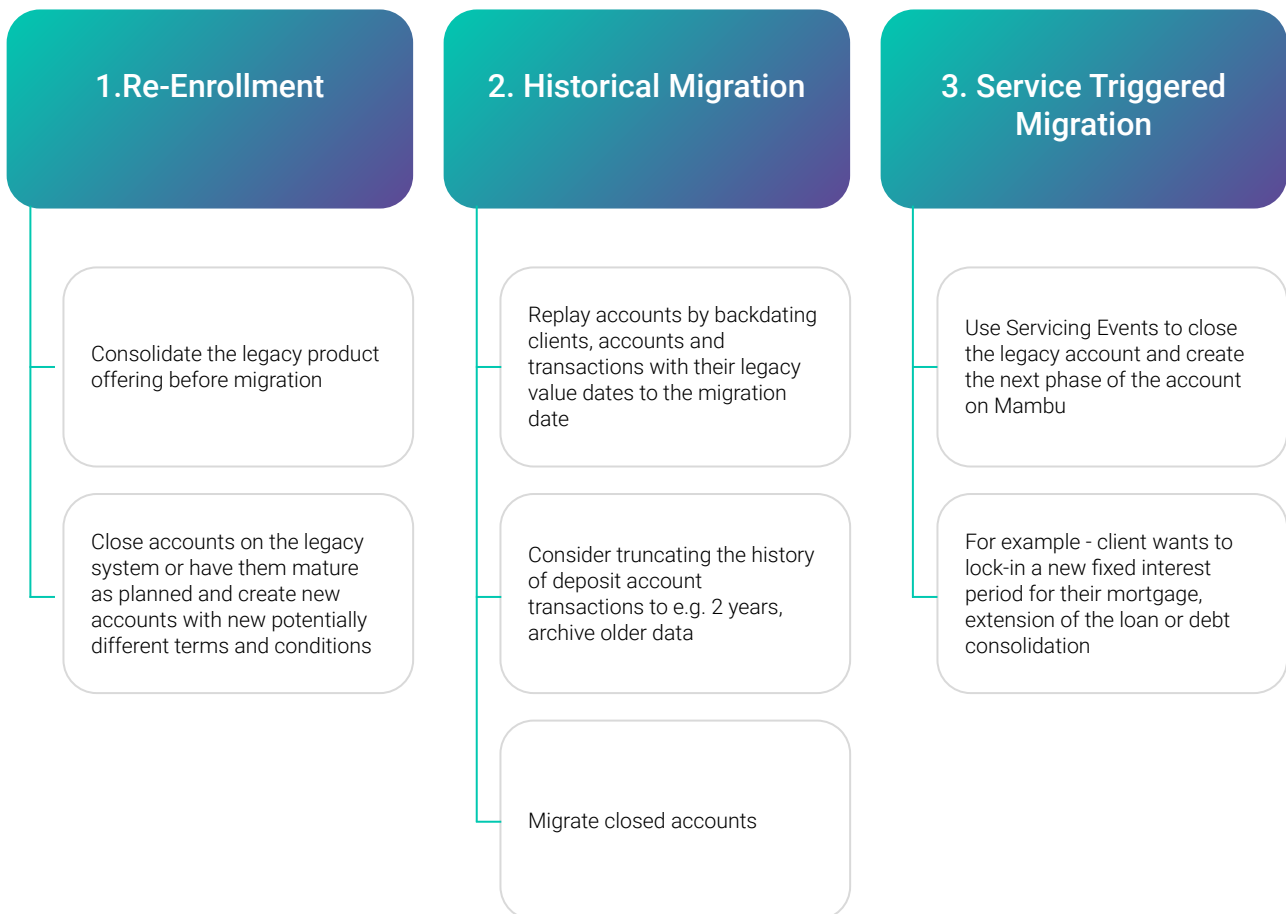 1.Re-Enrollment
Consolidate the legacy product
offering before migration
Close accounts on the legacy
system or have them mature
as planned and create new
accounts with new potentially
different terms and conditions
2. Historical Migration
Replay accounts by backdating
clients, accounts and
transactions with their legacy
value dates to the migration
date
Consider truncating the history
of deposit account
transactions to e.g. 2 years,
archive older data
Migrate closed accounts
3. Service Triggered
Migration
Use Servicing Events to close
the legacy account and create
the next phase of the account
on Mambu
For example - client wants to
lock-in a new fixed interest
period for their mortgage,
extension of the loan or debt
consolidation